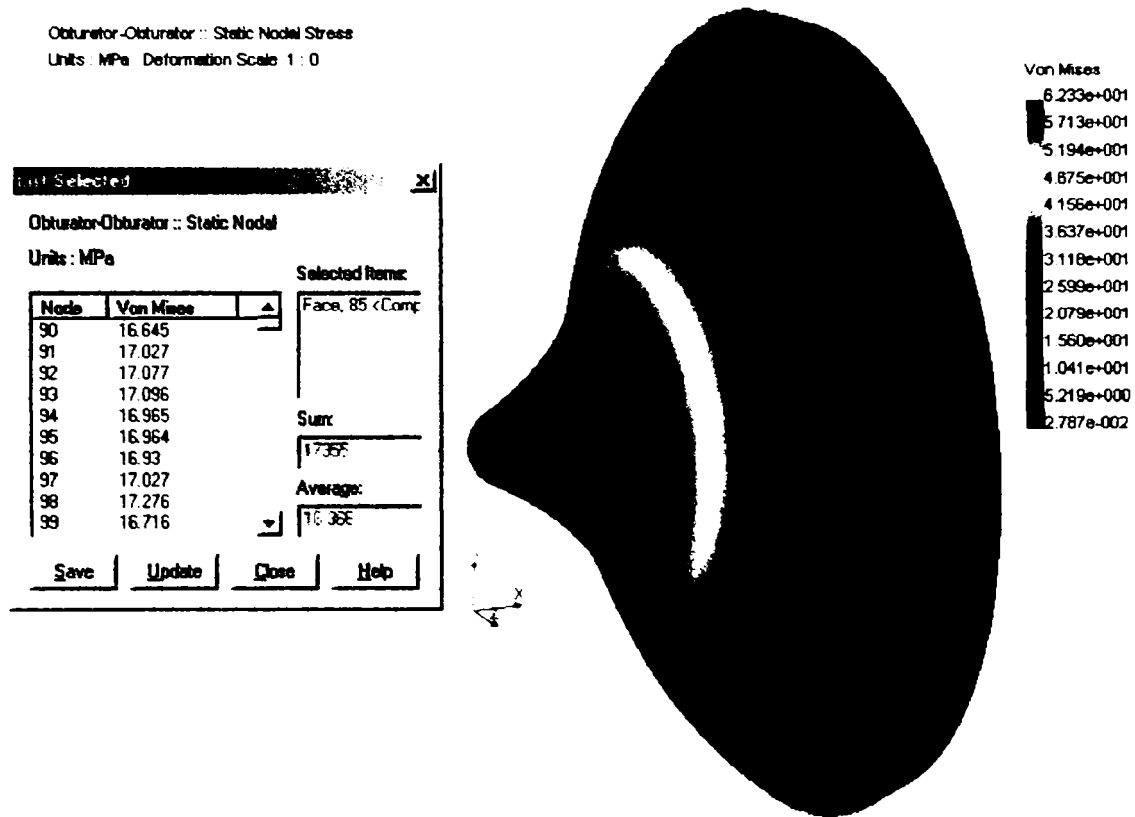 Obturator-Obturator :: Static Nodal Stress
Units : MPa Deformation Scale 1 : 0
List Selected
Obturator-Obturator :: Static Nodal
Units : MPa
Selected Items:
Node Von Mises
90 16.645
91 17.027
92 17.077
93 17.096
94 16.965
95 16.964
96 16.93
97 17.027
98 17.276
99 16.716
Face, 85 <Comp
Sum:
Average:
Save Update Close Help
X
Von Mises
6.233e+001
5.713e+001
5.194e+001
4.675e+001
4.156e+001
3.637e+001
3.118e+001
2.599e+001
2.079e+001
1.560e+001
1.041e+001
5.219e+000
2.787e-002